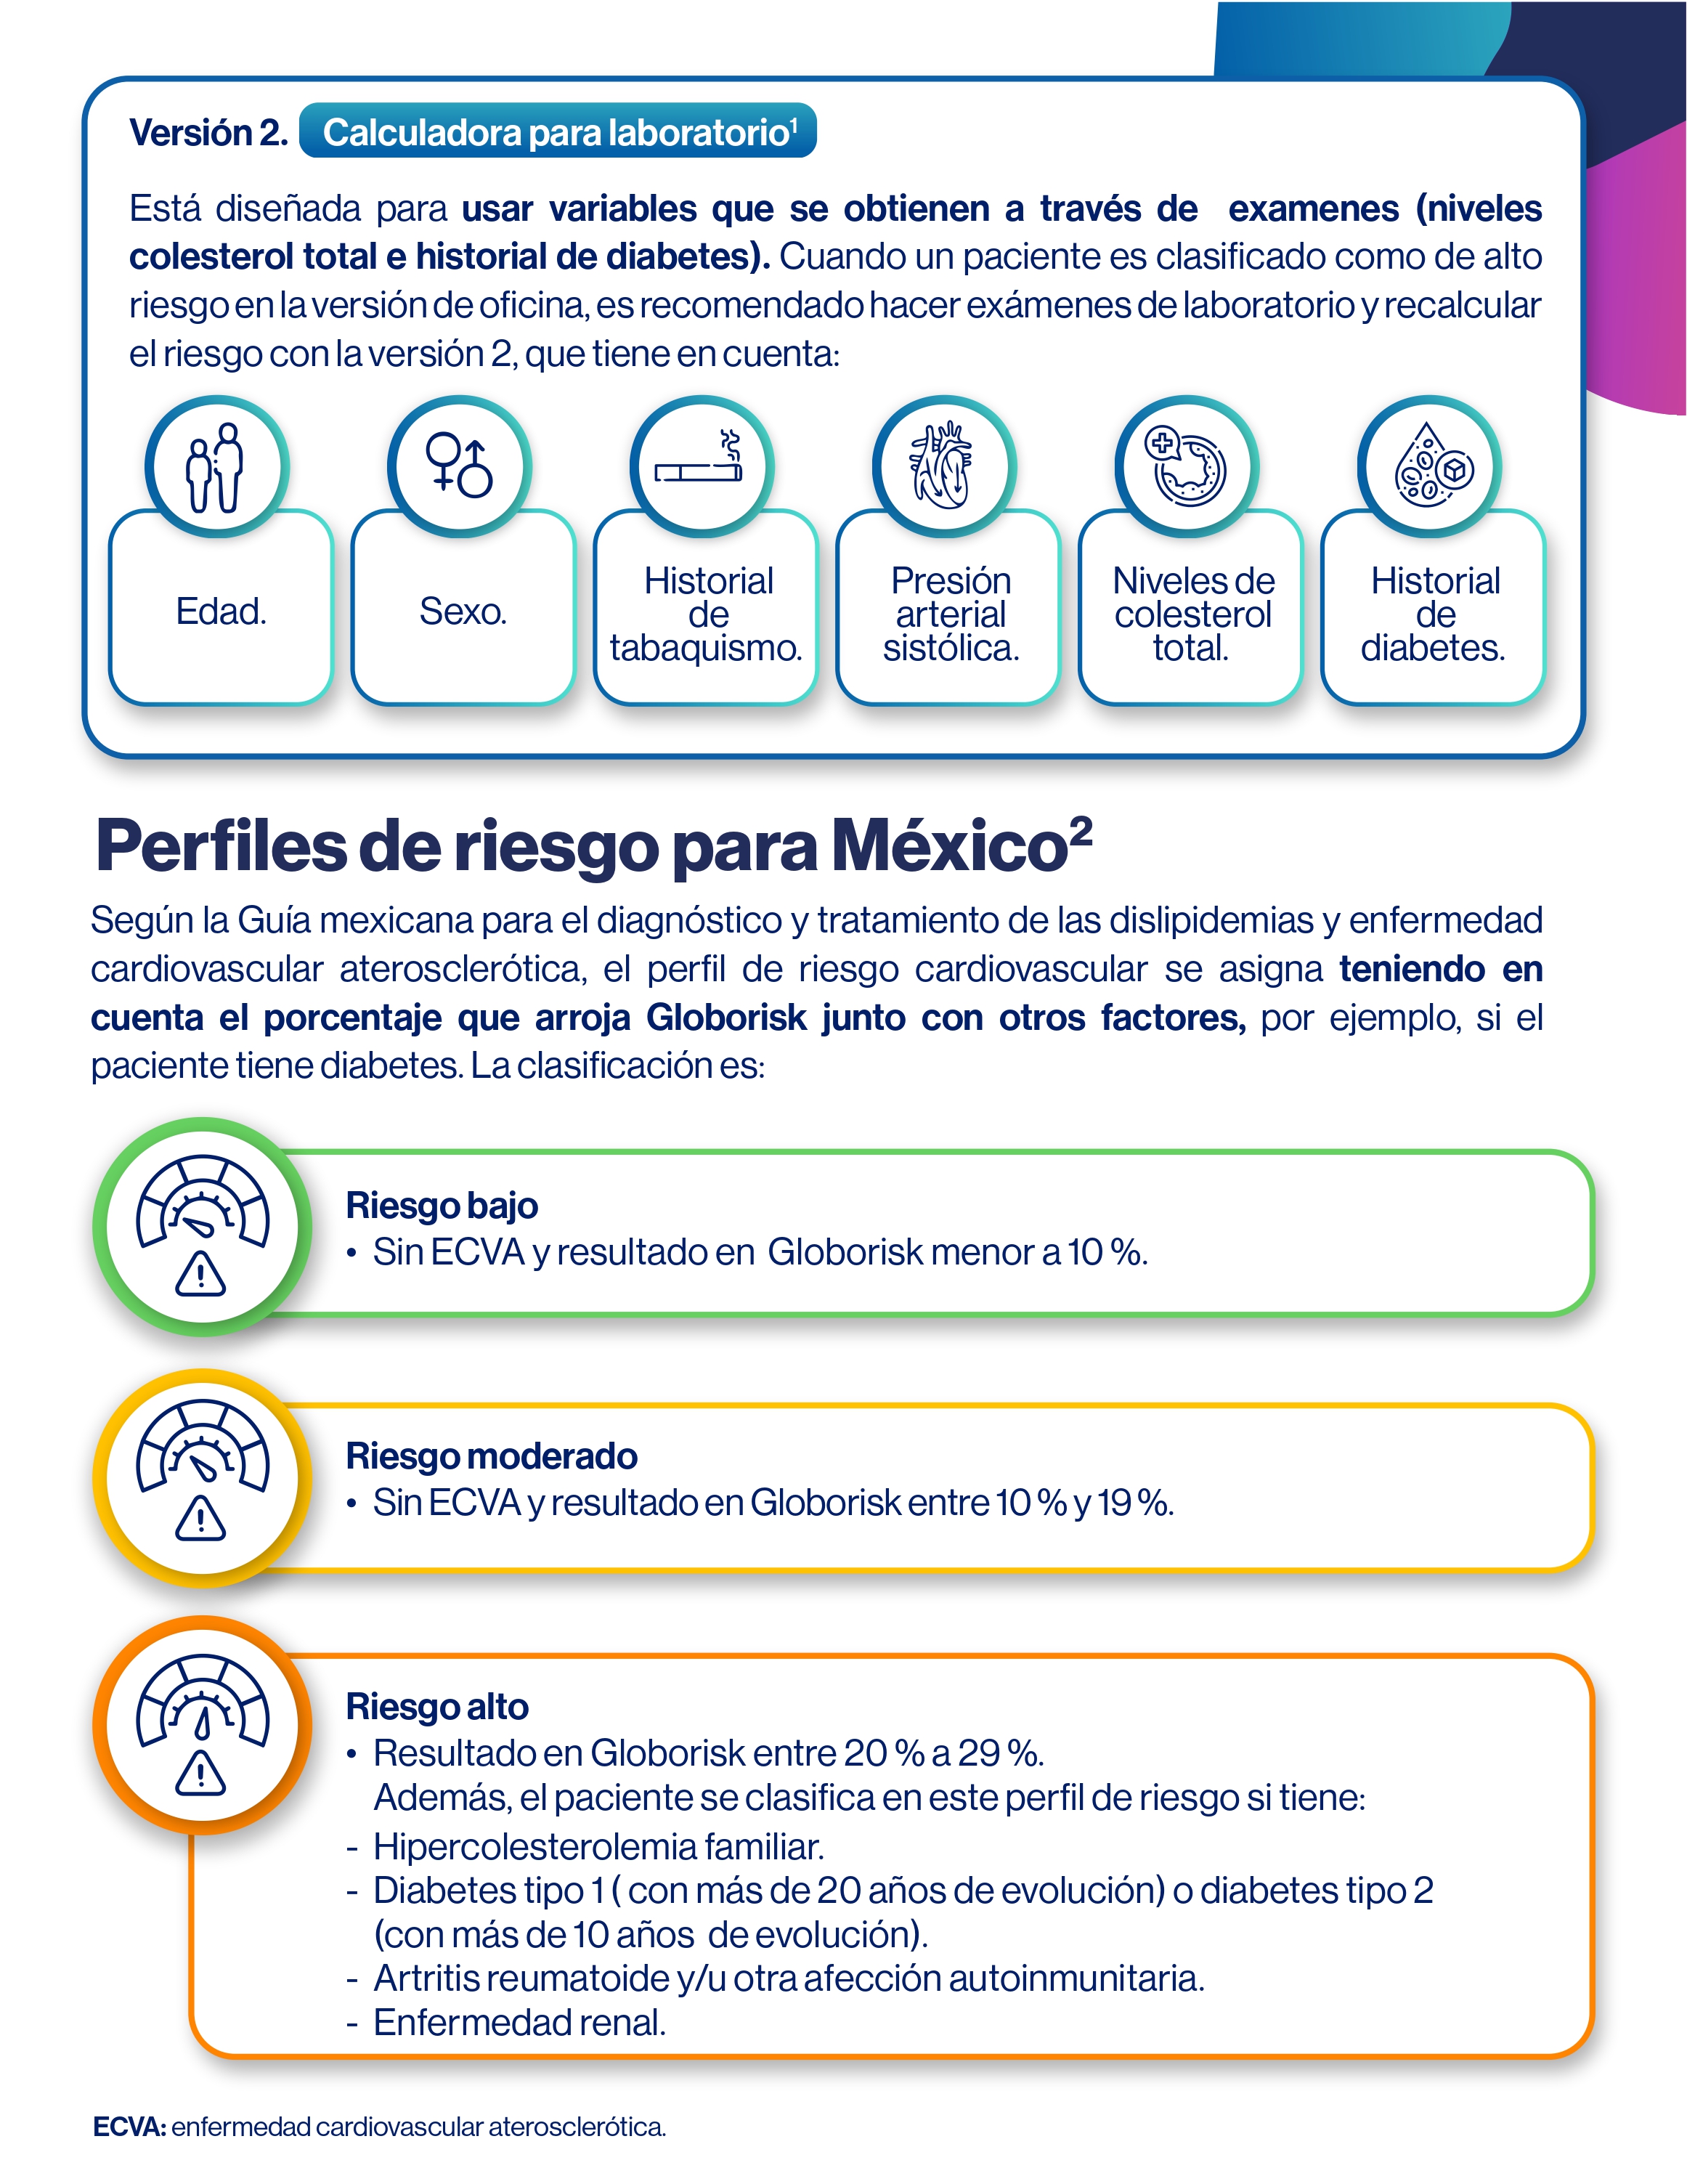 Versión 2. Calculadora para laboratorio¹
Está diseñada para usar variables que se obtienen a través de examenes (niveles
colesterol total e historial de diabetes). Cuando un paciente es clasificado como de alto
riesgo en la versión de oficina, es recomendado hacer exámenes de laboratorio y recalcular
el riesgo con la versión 2, que tiene en cuenta:
Edad.
Sexo.
Historial
de
tabaquismo.
Presión
arterial
sistólica.
Niveles de
colesterol
total.
Historial
de
diabetes.
Perfiles de riesgo para México²
Según la Guía mexicana para el diagnóstico y tratamiento de las dislipidemias y enfermedad
cardiovascular aterosclerótica, el perfil de riesgo cardiovascular se asigna teniendo en
cuenta el porcentaje que arroja Globorisk junto con otros factores, por ejemplo, si el
paciente tiene diabetes. La clasificación es:
Riesgo bajo
• Sin ECVA y resultado en Globorisk menor a 10 %.
Riesgo moderado
• Sin ECVA y resultado en Globorisk entre 10 % y 19 %.
Riesgo alto
• Resultado en Globorisk entre 20 % a 29 %.
Además, el paciente se clasifica en este perfil de riesgo si tiene:
- Hipercolesterolemia familiar.
- Diabetes tipo 1 ( con más de 20 años de evolución) o diabetes tipo 2
(con más de 10 años de evolución).
- Artritis reumatoide y/u otra afección autoinmunitaria.
- Enfermedad renal.
ECVA: enfermedad cardiovascular aterosclerótica.